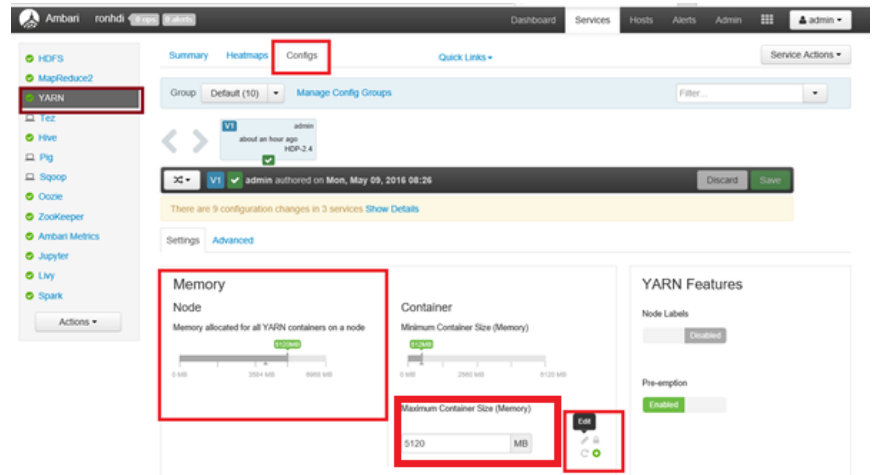 Ambari ronhdi 0 ops 0 alerts Dashboard Services Hosts Alerts Admin admin
HDFS
MapReduce2
YARN
Tez
Hive
Pig
Sqoop
Oozie
ZooKeeper
Ambari Metrics
Jupyter
Livy
Spark
Actions
Summary Heatmaps Configs Quick Links Service Actions
Group Default (10) Manage Config Groups Filter...
V1 admin
about an hour ago
HDP-2.4
V1 admin authored on Mon, May 09, 2016 08:26 Discard Save
There are 9 configuration changes in 3 services Show Details
Settings Advanced
Memory
Node
Memory allocated for all YARN containers on a node
5120MB
0 MB 3584 MB 6968 MB
Container
Minimum Container Size (Memory)
512MB
0 MB 2560 MB 5120 MB
Maximum Container Size (Memory)
5120 MB
Edit
YARN Features
Node Labels
Disabled
Pre-emption
Enabled